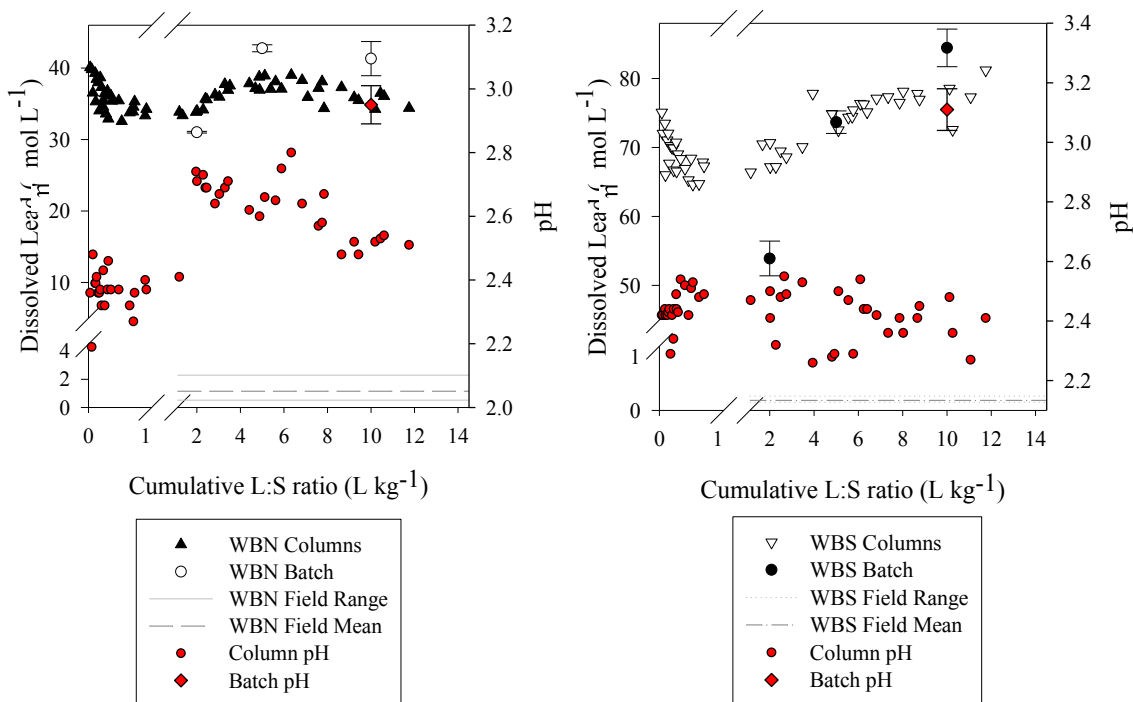 Dissolved Lead ( mol L-1)
40
30
20
10
4
2
0
3.2
3.0
2.8
2.6
2.4
2.2
2.0
pH
0 1 2 4 6 8 10 12 14
Cumulative L:S ratio (L kg-1)
WBN Columns
WBN Batch
WBN Field Range
WBN Field Mean
Column pH
Batch pH
Dissolved Lead ( mol L-1)
80
70
60
50
1
0
3.4
3.2
3.0
2.8
2.6
2.4
2.2
pH
0 1 2 4 6 8 10 12 14
Cumulative L:S ratio (L kg-1)
WBS Columns
WBS Batch
WBS Field Range
WBS Field Mean
Column pH
Batch pH